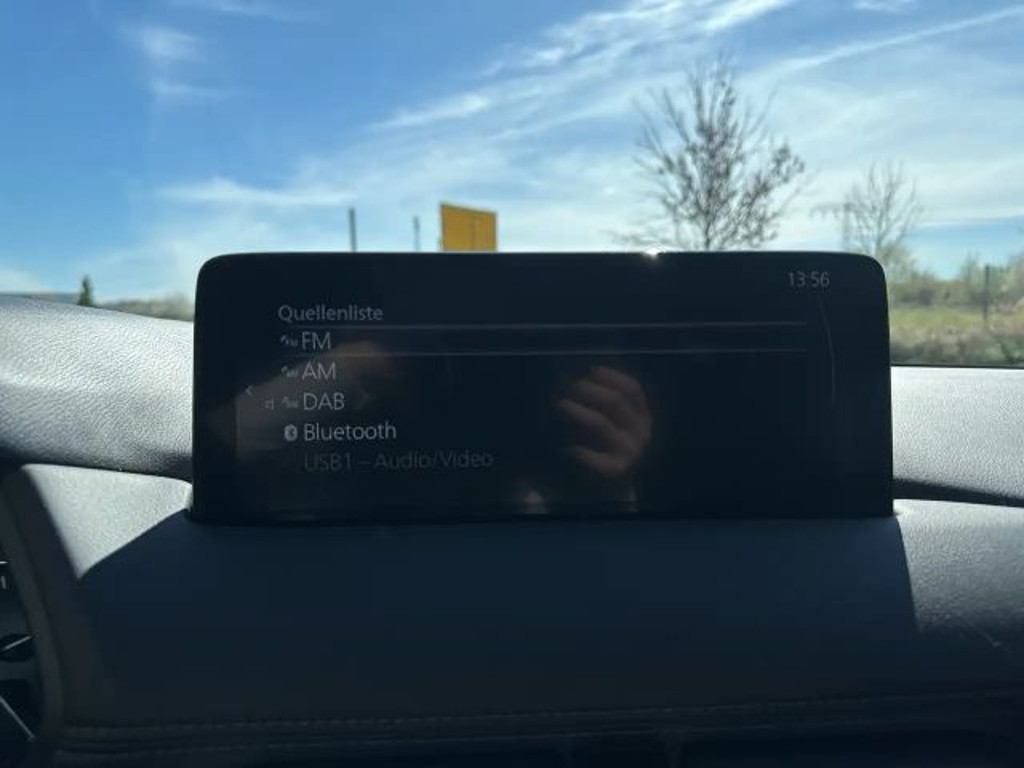 13:56
Quellenliste
FM
AM
DAB
Bluetooth
USB1 – Audio/Video